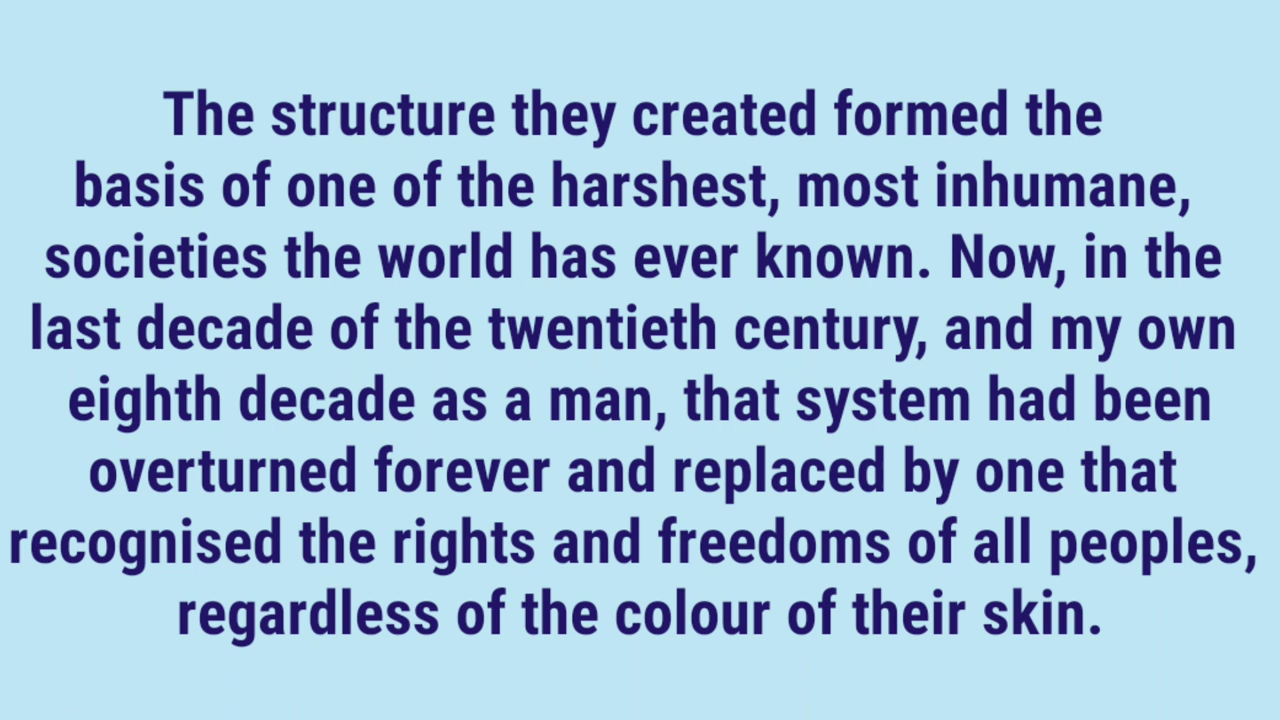 The structure they created formed the
basis of one of the harshest, most inhumane,
societies the world has ever known. Now, in the
last decade of the twentieth century, and my own
eighth decade as a man, that system had been
overturned forever and replaced by one that
recognised the rights and freedoms of all peoples,
regardless of the colour of their skin.